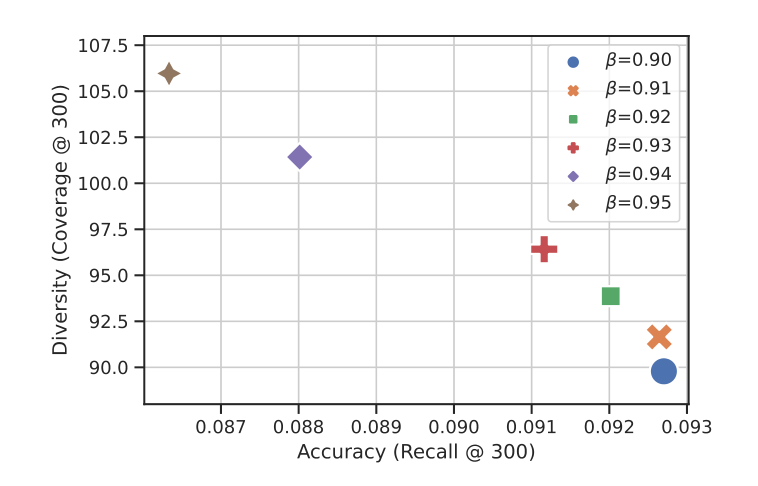 107.5
105.0
102.5
100.0
97.5
95.0
92.5
90.0
Diversity (Coverage @ 300)
β=0.90
β=0.91
β=0.92
β=0.93
β=0.94
β=0.95
0.087 0.088 0.089 0.090 0.091 0.092 0.093
Accuracy (Recall @ 300)